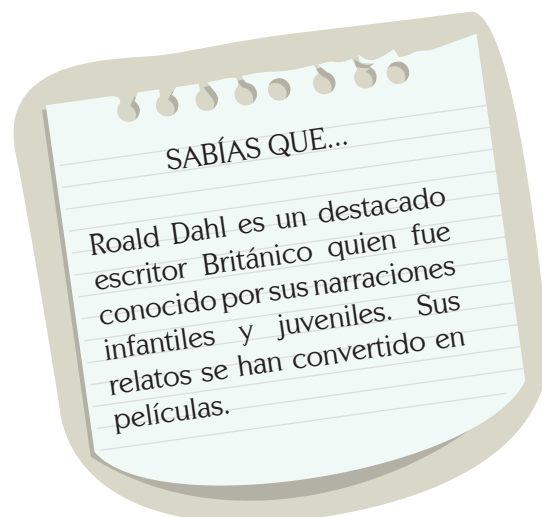 SABÍAS QUE...
Roald Dahl es un destacado
escritor Británico quien fue
conocido por sus narraciones
infantiles y juveniles. Sus
relatos se han convertido en
películas.